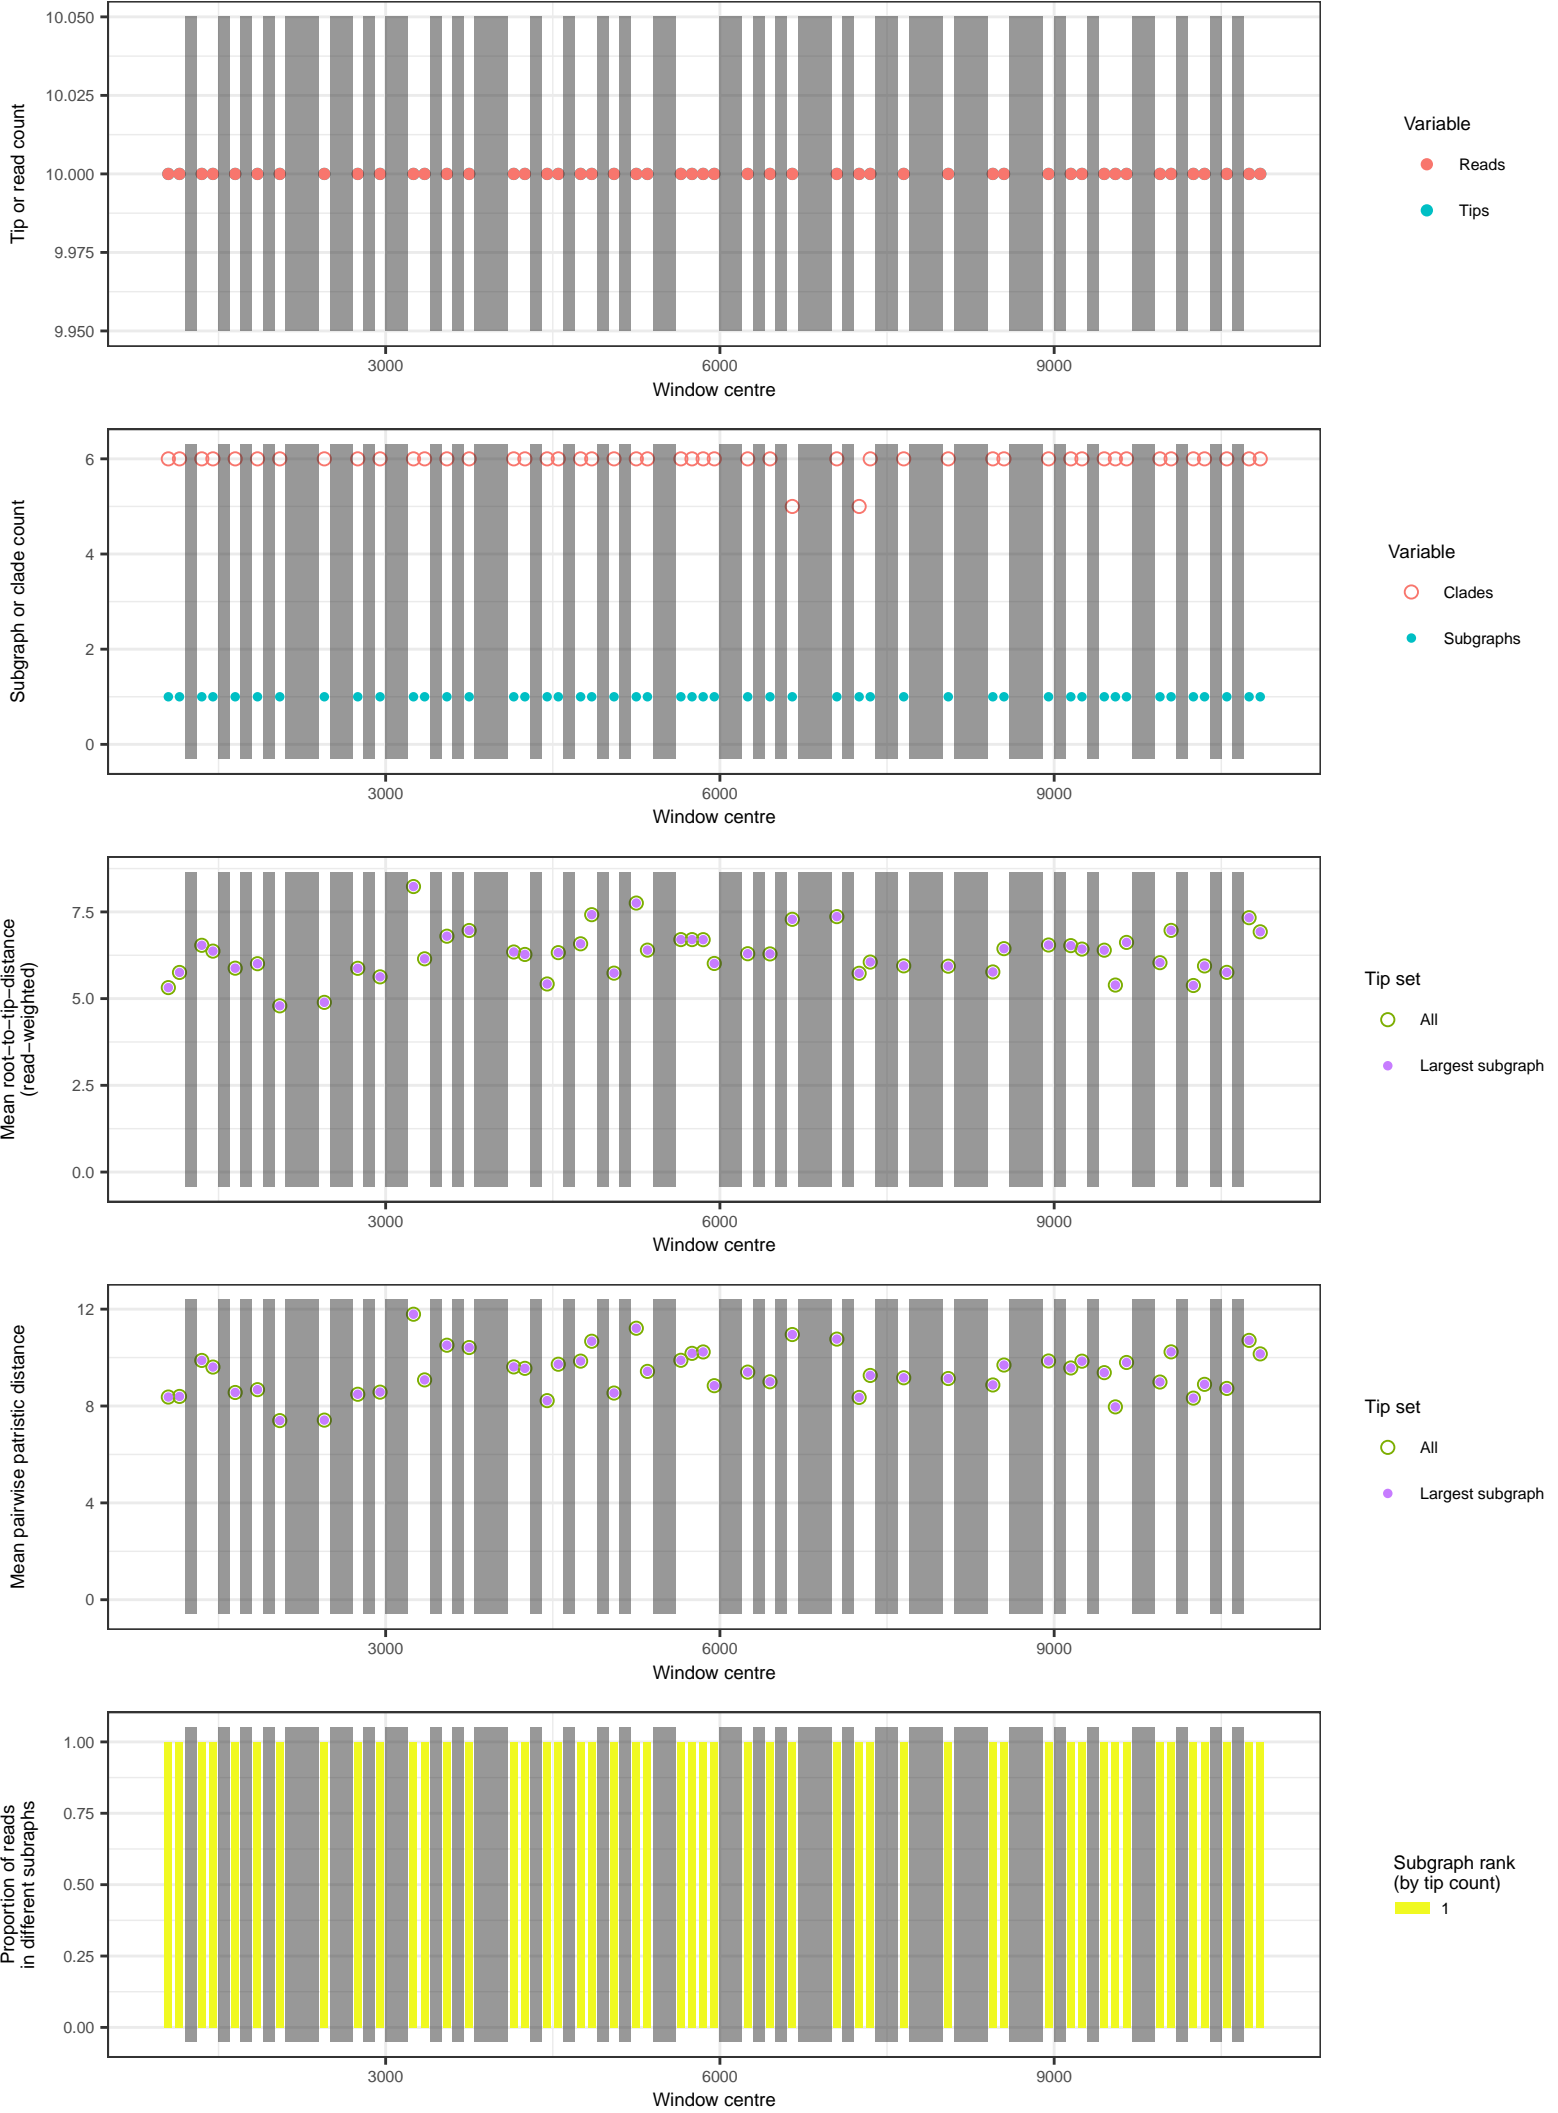 10.050
10.025
10.000
9.975
9.950
Tip or read count
3000
6000
9000
Window centre
Variable
Reads
Tips
6
4
2
0
Subgraph or clade count
3000
6000
9000
Window centre
Variable
Clades
Subgraphs
7.5
5.0
2.5
0.0
Mean root−to−tip−distance
(read−weighted)
3000
6000
9000
Window centre
Tip set
All
Largest subgraph
12
8
4
0
Mean pairwise patristic distance
3000
6000
9000
Window centre
Tip set
All
Largest subgraph
1.00
0.75
0.50
0.25
0.00
Proportion of reads
in different subraphs
3000
6000
9000
Window centre
Subgraph rank
(by tip count)
1